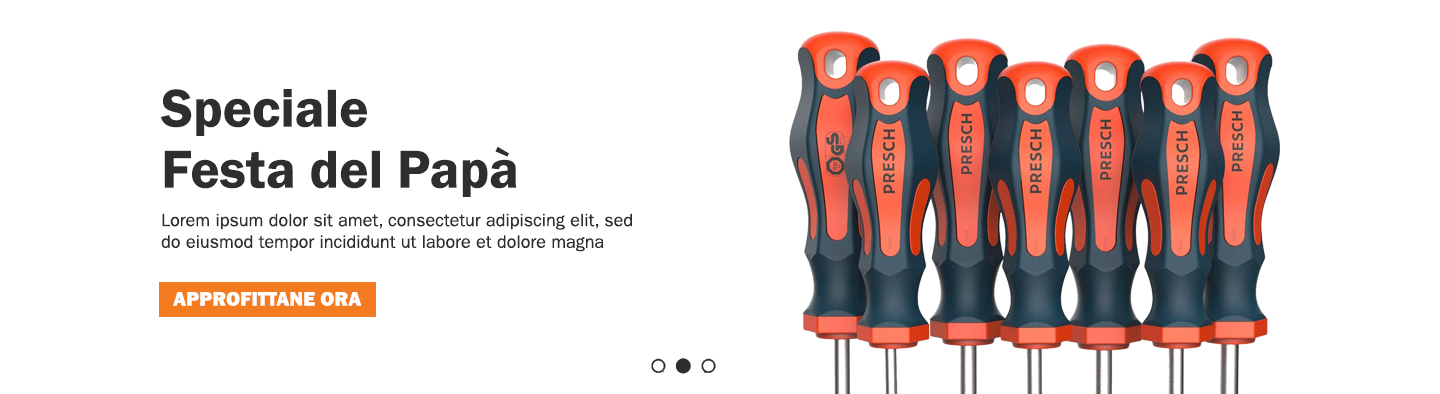 Speciale
Festa del Papà
Lorem ipsum dolor sit amet, consectetur adipiscing elit, sed
do eiusmod tempor incididunt ut labore et dolore magna
APPROFITTANE ORA
GS
PRESCH
PRESCH
PRESCH
PRESCH
PRESCH
PRESCH